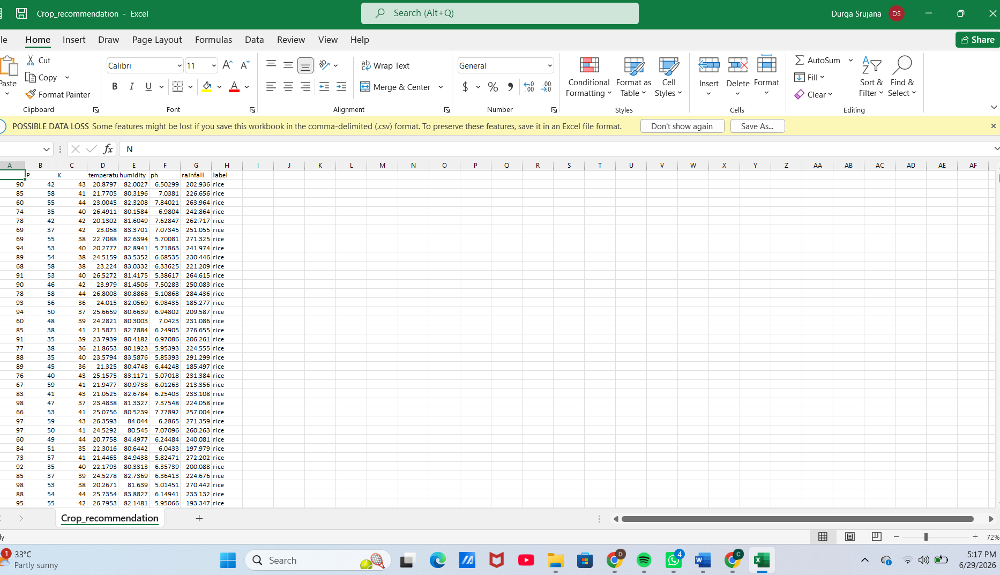 Crop_recommendation - Excel
Search (Alt+Q)
Durga Srujana DS
le Home Insert Draw Page Layout Formulas Data Review View Help Share
Paste Cut Copy Format Painter
Clipboard
Calibri 11
B I U
Font
Wrap Text
Merge & Center
Alignment
General
$ % 9 .00 .00
Number
Conditional Formatting Format as Table Cell Styles
Styles
Insert Delete Format
Cells
AutoSum Fill Clear
Sort & Filter Find & Select
Editing
POSSIBLE DATA LOSS Some features might be lost if you save this workbook in the comma-delimited (.csv) format. To preserve these features, save it in an Excel file format. Don't show again Save As...
fx N
A B C D E F G H I J K L M N O P Q R S T U V W X Y Z AA AB AC AD AE AF
P K temperatu humidity ph rainfall label
90 42 43 20.8797 82.0027 6.50299 202.936 rice
85 58 41 21.7705 80.3196 7.0381 226.656 rice
60 55 44 23.0045 82.3208 7.84021 263.964 rice
74 35 40 26.4911 80.1584 6.9804 242.864 rice
78 42 42 20.1302 81.6049 7.62847 262.717 rice
69 37 42 23.058 83.3701 7.07345 251.055 rice
69 55 38 22.7088 82.6394 5.70081 271.325 rice
94 53 40 20.2777 82.8941 5.71863 241.974 rice
89 54 38 24.5159 83.5352 6.68535 230.446 rice
68 58 38 23.224 83.0332 6.33625 221.209 rice
91 53 40 26.5272 81.4175 5.38617 264.615 rice
90 46 42 23.979 81.4506 7.50283 250.083 rice
78 58 44 26.8008 80.8868 5.10868 284.436 rice
93 56 36 24.015 82.0569 6.98435 185.277 rice
94 50 37 25.6659 80.6639 6.94802 209.587 rice
60 48 39 24.2821 80.3003 7.0423 231.086 rice
85 38 41 21.5871 82.7884 6.24905 276.655 rice
91 35 39 23.7939 80.4182 6.97086 206.261 rice
77 38 36 21.8653 80.1923 5.95393 224.555 rice
88 35 40 23.5794 83.5876 5.85393 291.299 rice
89 45 36 21.325 80.4748 6.44248 185.497 rice
76 40 43 25.1575 83.1171 5.07018 231.384 rice
67 59 41 21.9477 80.9738 6.01263 213.356 rice
83 41 43 21.0525 82.6784 6.25403 233.108 rice
98 47 37 23.4838 81.3327 7.37548 224.058 rice
66 53 41 25.0756 80.5239 7.77892 257.004 rice
97 59 43 26.3593 84.044 6.2865 271.359 rice
97 50 41 24.5292 80.545 7.07096 260.263 rice
60 49 44 20.7758 84.4977 6.24484 240.081 rice
84 51 35 22.3016 80.6442 6.0433 197.979 rice
73 57 41 21.4465 84.9438 5.82471 272.202 rice
92 35 40 22.1793 80.3313 6.35739 200.088 rice
85 37 39 24.5278 82.7369 6.36413 224.676 rice
98 53 38 20.2671 81.639 5.01451 270.442 rice
88 54 44 25.7354 83.8827 6.14941 233.132 rice
95 55 42 26.7953 82.1481 5.95066 193.347 rice
Crop_recommendation
72%
1 33°C
Partly sunny
Search
D 4 W C X
5:17 PM
6/29/2026